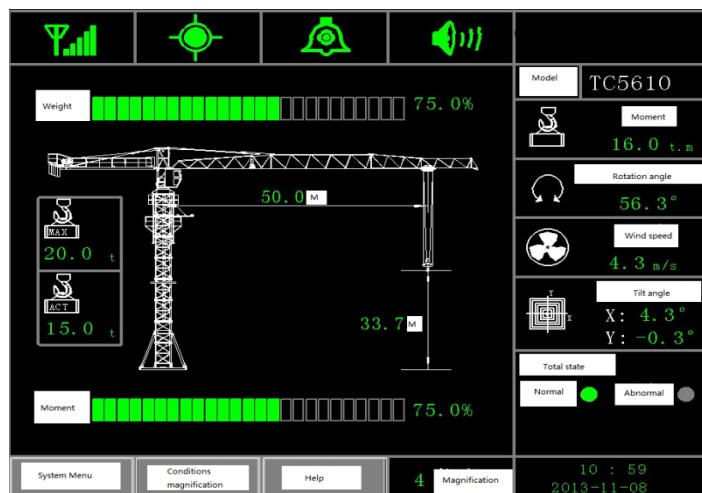 Model
TC5610
Weight
75.0%
Moment
16.0 t.m
50.0 M
Rotation angle
56.3°
MAX
20.0 t
Wind speed
4.3 m/s
ACT
15.0 t
33.7 M
Tilt angle
Y
X
X: 4.3°
Y: -0.3°
Total state
Normal
Abnormal
Moment
75.0%
System Menu
Conditions
magnification
Help
4 Magnification
10 : 59
2013-11-08